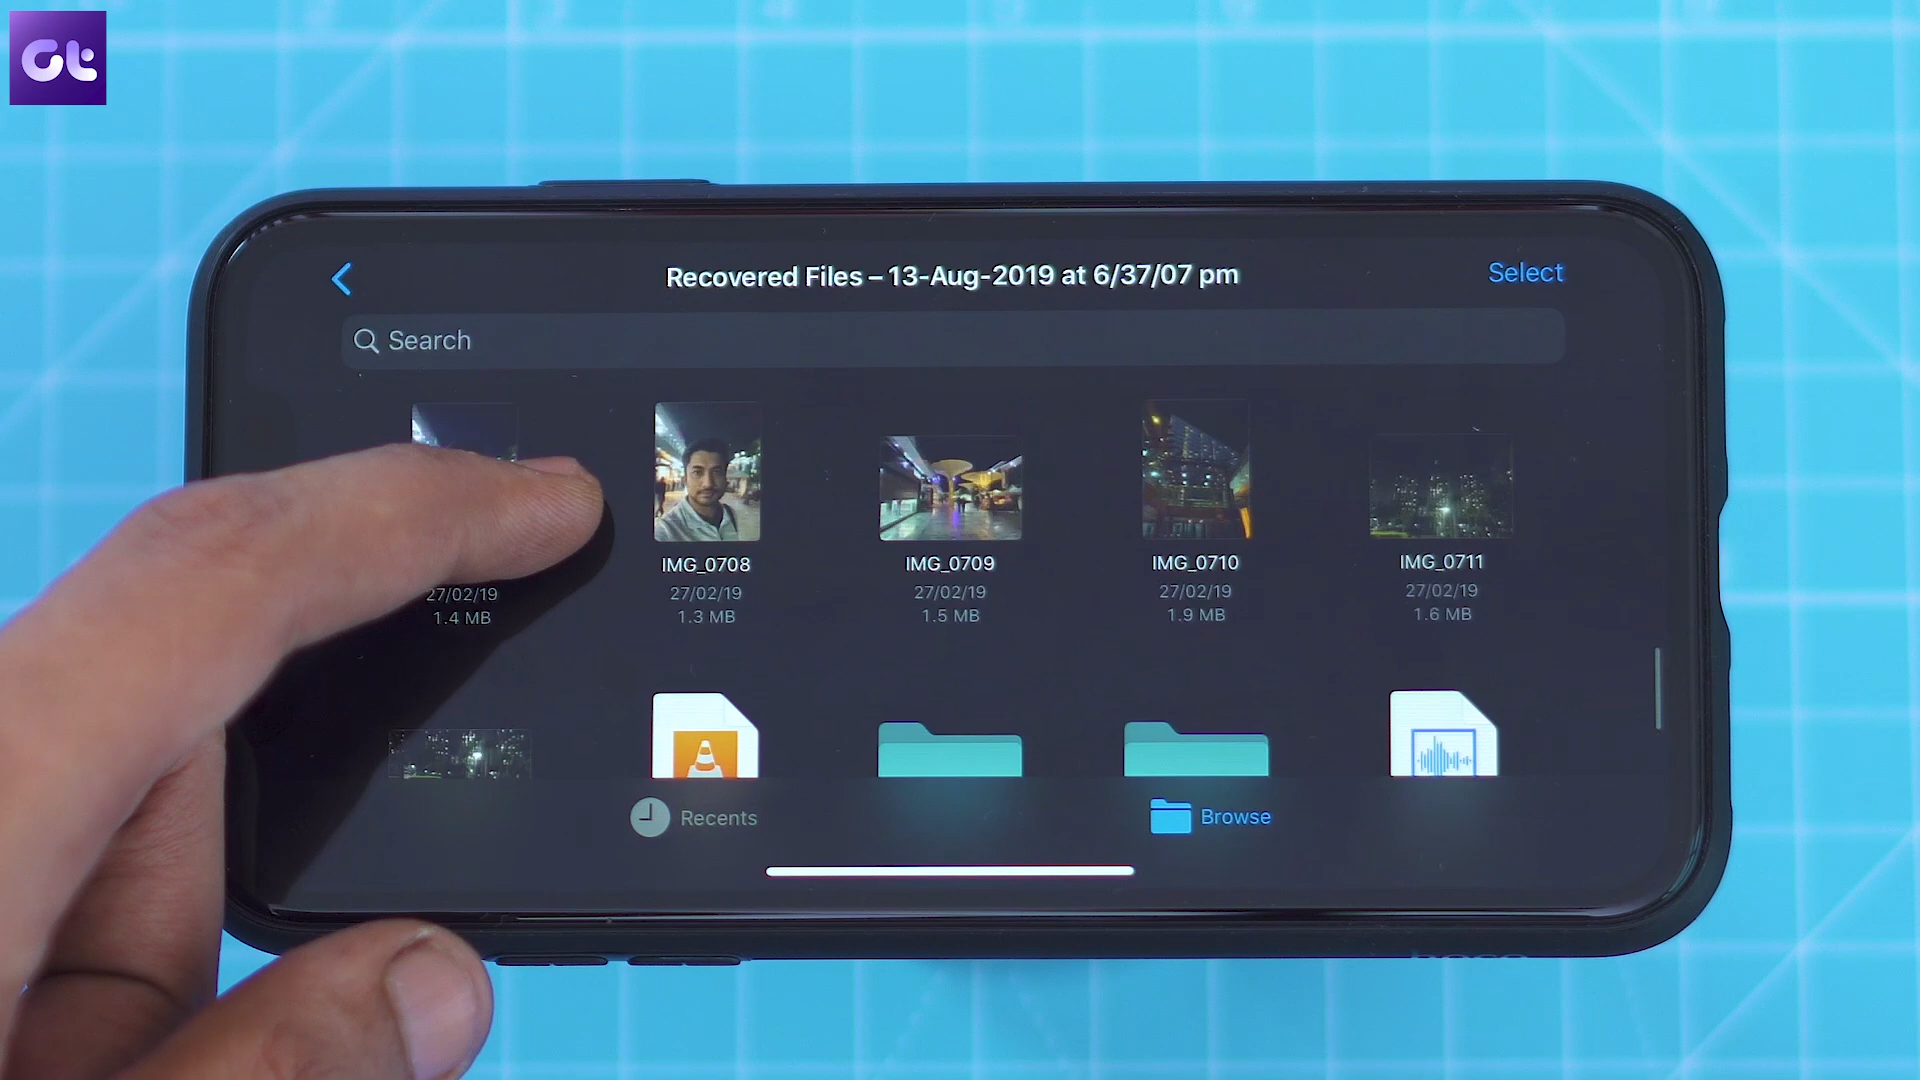 Gt
Recovered Files – 13-Aug-2019 at 6/37/07 pm
Select
Search
IMG_0708
IMG_0709
IMG_0710
IMG_0711
27/02/19
27/02/19
27/02/19
27/02/19
27/02/19
1.4 MB
1.3 MB
1.5 MB
1.9 MB
1.6 MB
Recents
Browse